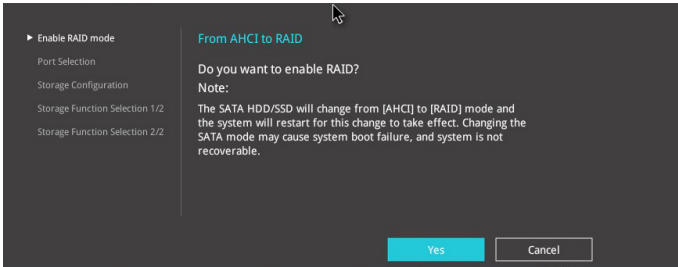 Enable RAID mode
Port Selection
Storage Configuration
Storage Function Selection 1/2
Storage Function Selection 2/2
From AHCI to RAID
Do you want to enable RAID?
Note:
The SATA HDD/SSD will change from [AHCI] to [RAID] mode and
the system will restart for this change to take effect. Changing the
SATA mode may cause system boot failure, and system is not
recoverable.
Yes
Cancel